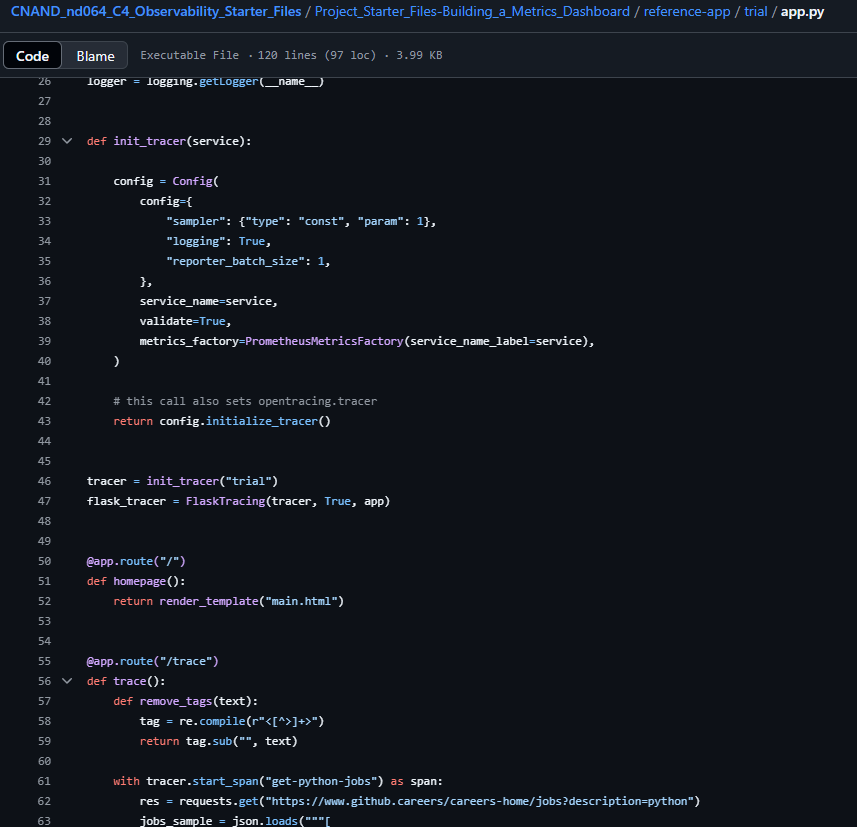 CNAND_nd064_C4_Observability_Starter_Files / Project_Starter_Files-Building_a_Metrics_Dashboard / reference-app / trial / app.py
Code Blame Executable File · 120 lines (97 loc) · 3.99 KB
26 logger = logging.getLogger(__name__)
27
28
29 def init_tracer(service):
30
31 config = Config(
32 config={
33 "sampler": {"type": "const", "param": 1},
34 "logging": True,
35 "reporter_batch_size": 1,
36 },
37 service_name=service,
38 validate=True,
39 metrics_factory=PrometheusMetricsFactory(service_name_label=service),
40 )
41
42 # this call also sets opentracing.tracer
43 return config.initialize_tracer()
44
45
46 tracer = init_tracer("trial")
47 flask_tracer = FlaskTracing(tracer, True, app)
48
49
50 @app.route("/")
51 def homepage():
52 return render_template("main.html")
53
54
55 @app.route("/trace")
56 def trace():
57 def remove_tags(text):
58 tag = re.compile(r"<[^>]+>")
59 return tag.sub("", text)
60
61 with tracer.start_span("get-python-jobs") as span:
62 res = requests.get("https://www.github.careers/careers-home/jobs?description=python")
63 jobs_sample = json.loads("""[